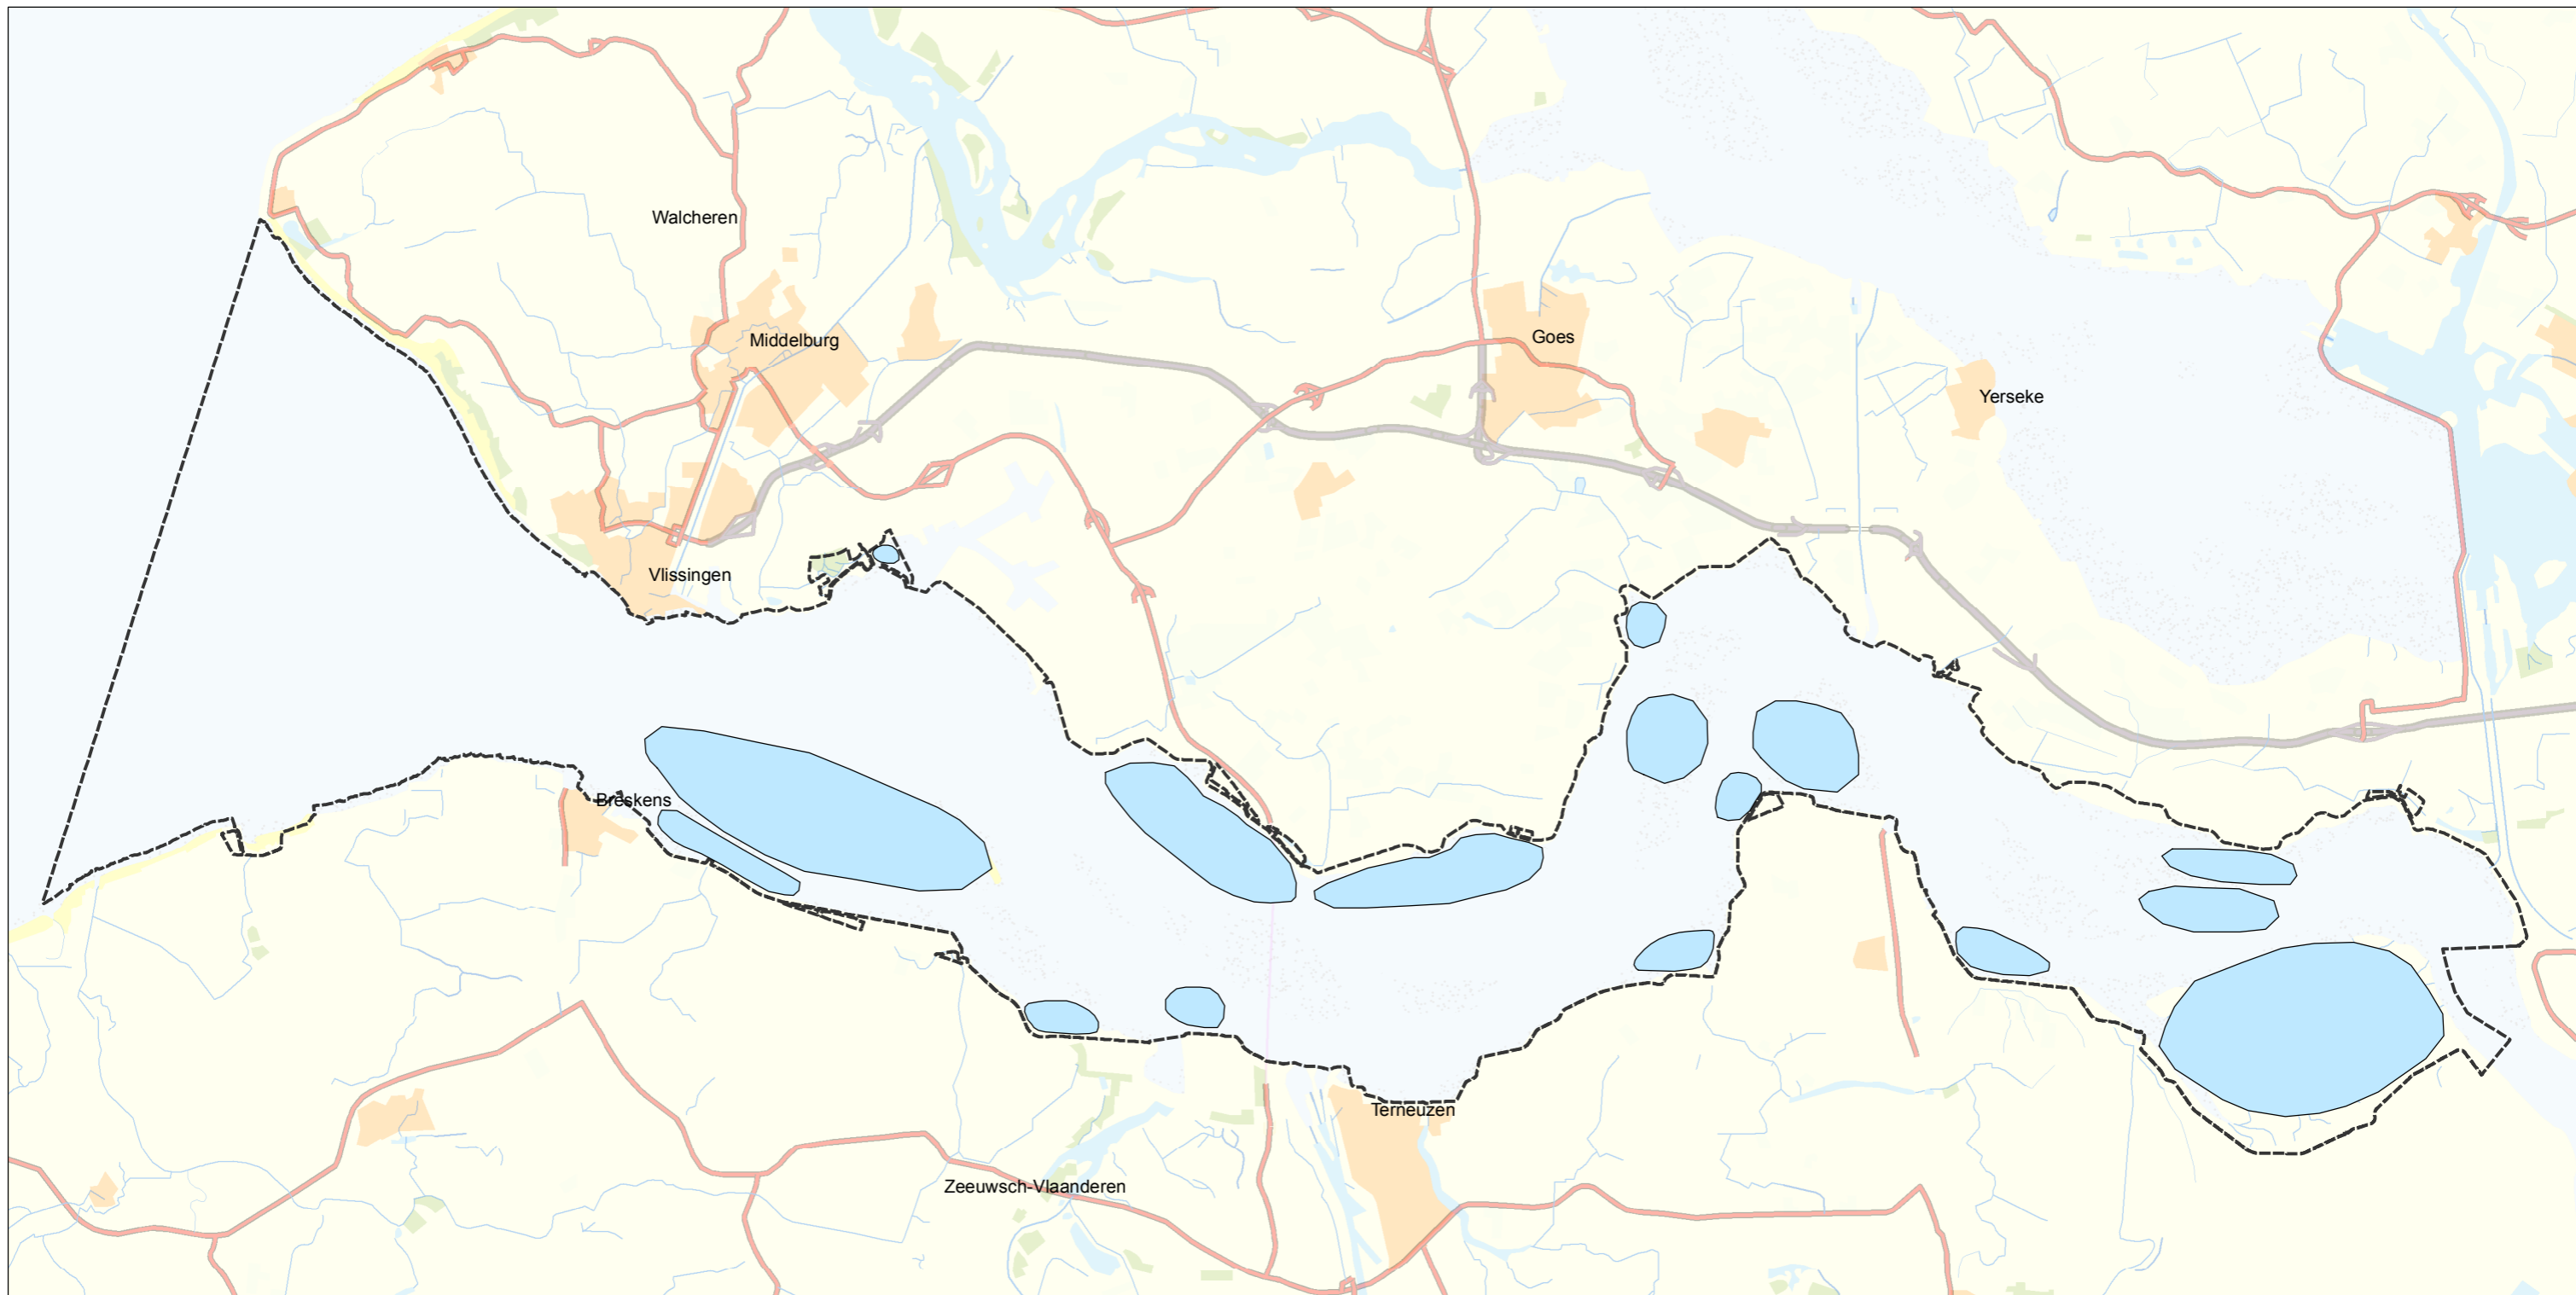 Walcheren
Middelburg
Goes
Yerseke
Vlissingen
Breskens
Terneuzen
Zeeuwsch-Vlaanderen